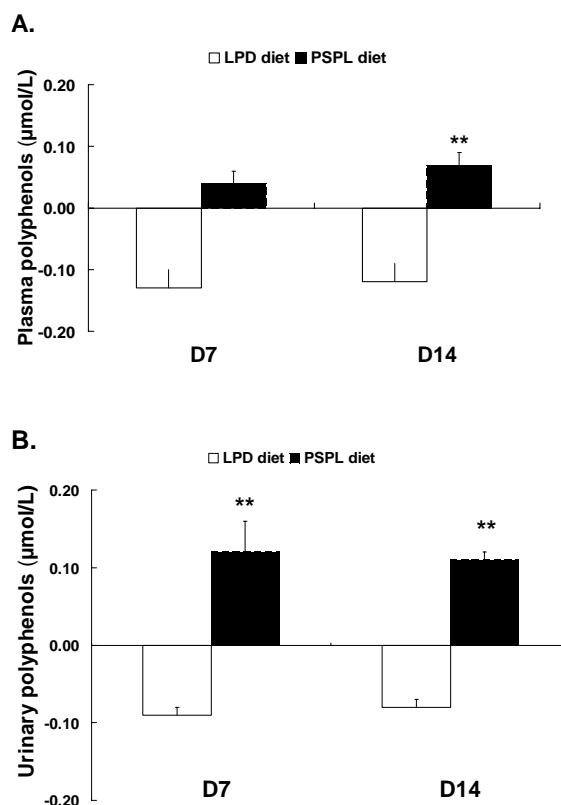 A.
LPD diet PSPL diet
Plasma polyphenols (µmol/L)
0.20
0.10
0.00
-0.10
-0.20
**
D7 D14
B.
LPD diet PSPL diet
Urinary polyphenols (µmol/L)
0.20
0.10
0.00
-0.10
-0.20
** **
D7 D14